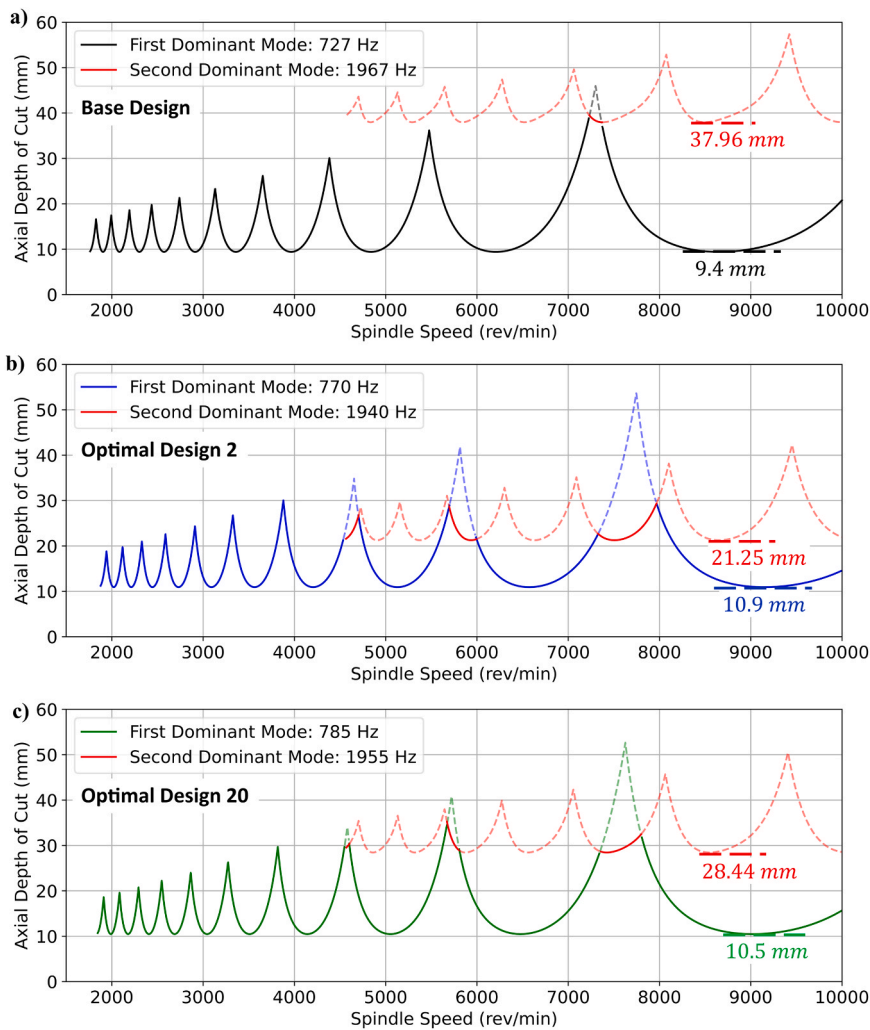 a)
60
50
40
30
20
10
0
Axial Depth of Cut (mm)
First Dominant Mode: 727 Hz
Second Dominant Mode: 1967 Hz
Base Design
37.96 mm
9.4 mm
2000 3000 4000 5000 6000 7000 8000 9000 10000
Spindle Speed (rev/min)
b)
60
50
40
30
20
10
0
Axial Depth of Cut (mm)
First Dominant Mode: 770 Hz
Second Dominant Mode: 1940 Hz
Optimal Design 2
21.25 mm
10.9 mm
2000 3000 4000 5000 6000 7000 8000 9000 10000
Spindle Speed (rev/min)
c)
60
50
40
30
20
10
0
Axial Depth of Cut (mm)
First Dominant Mode: 785 Hz
Second Dominant Mode: 1955 Hz
Optimal Design 20
28.44 mm
10.5 mm
2000 3000 4000 5000 6000 7000 8000 9000 10000
Spindle Speed (rev/min)